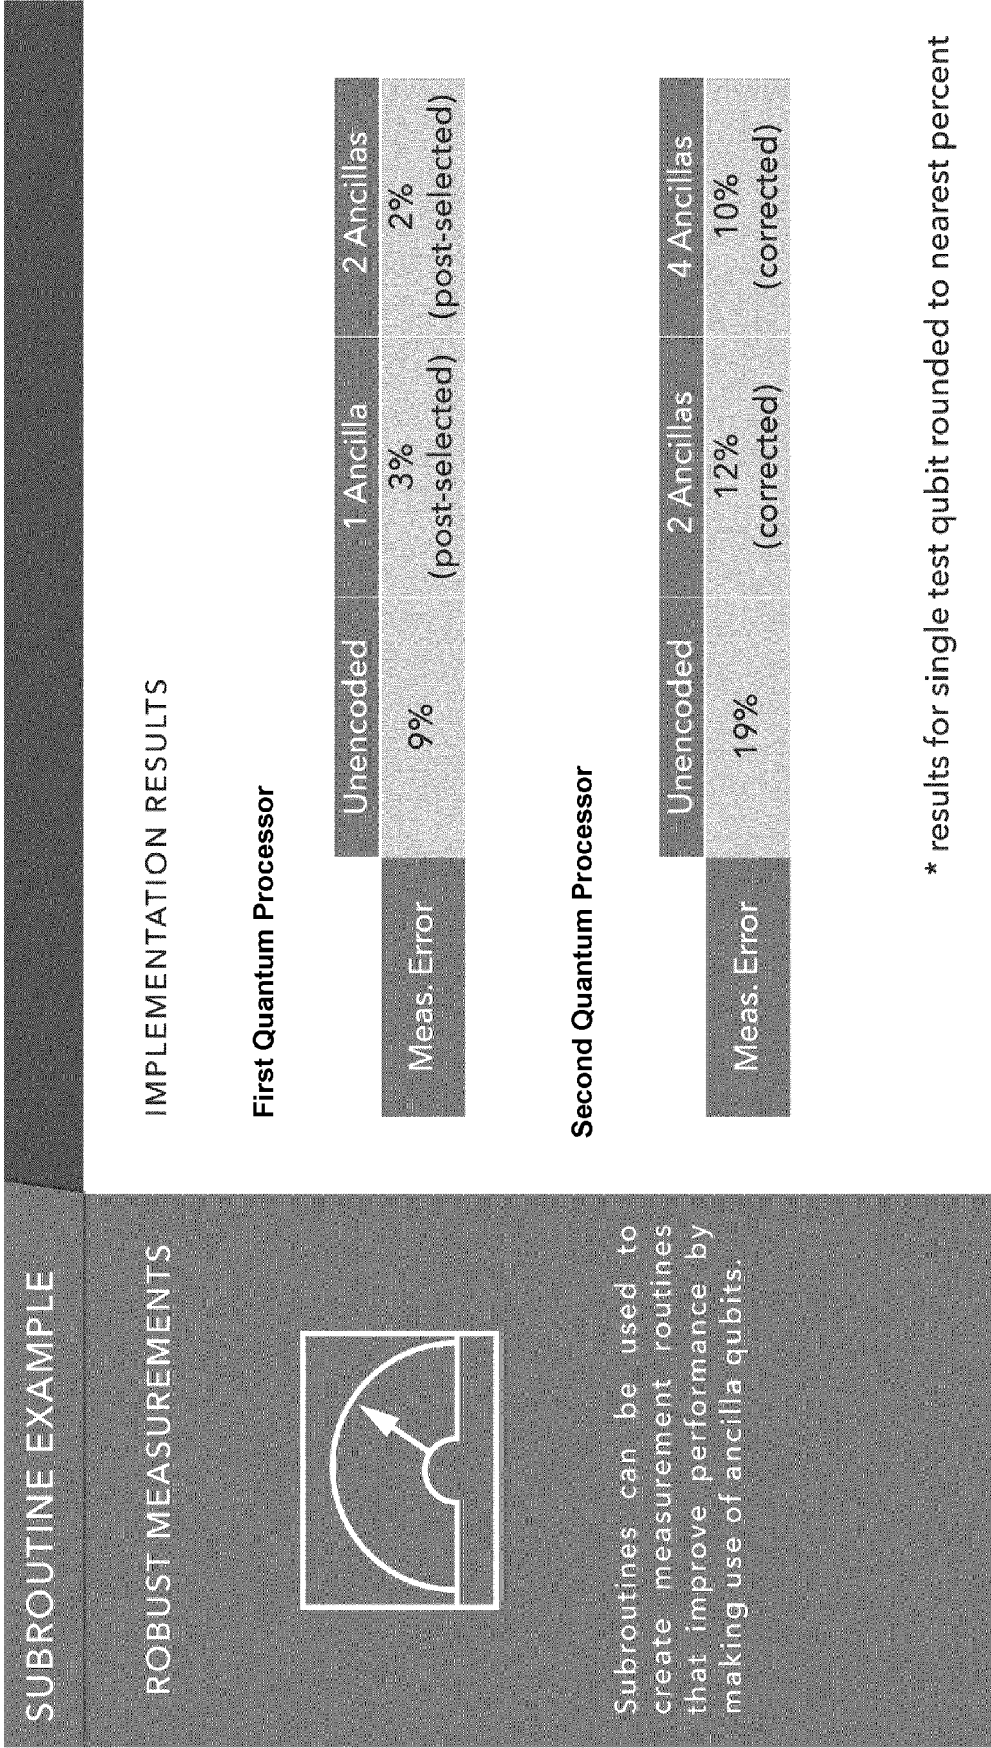 SUBROUTINE EXAMPLE
ROBUST MEASUREMENTS
Subroutines can be used to
create measurement routines
that improve performance by
making use of ancilla qubits.
IMPLEMENTATION RESULTS
First Quantum Processor
Unencoded 1 Ancilla 2 Ancillas
Meas. Error 9% 3% 2%
(post-selected) (post-selected)
Second Quantum Processor
Unencoded 2 Ancillas 4 Ancillas
Meas. Error 19% 12% 10%
(corrected) (corrected)
* results for single test qubit rounded to nearest percent